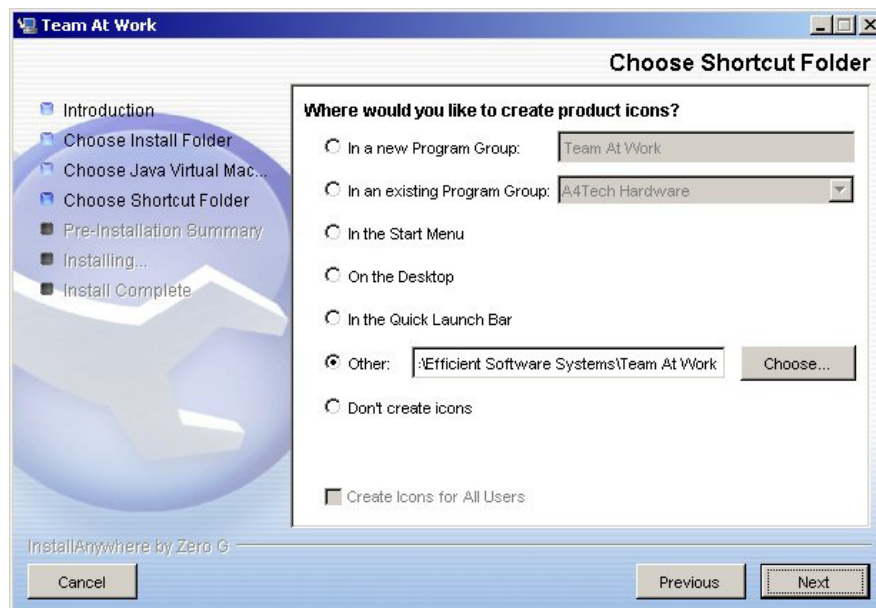 Team At Work
Choose Shortcut Folder
Introduction
Choose Install Folder
Choose Java Virtual Mac...
Choose Shortcut Folder
Pre-Installation Summary
Installing...
Install Complete
Where would you like to create product icons?
In a new Program Group: Team At Work
In an existing Program Group: A4Tech Hardware
In the Start Menu
On the Desktop
In the Quick Launch Bar
Other: :\Efficient Software Systems\Team At Work Choose...
Don't create icons
Create Icons for All Users
InstallAnywhere by Zero G
Cancel Previous Next